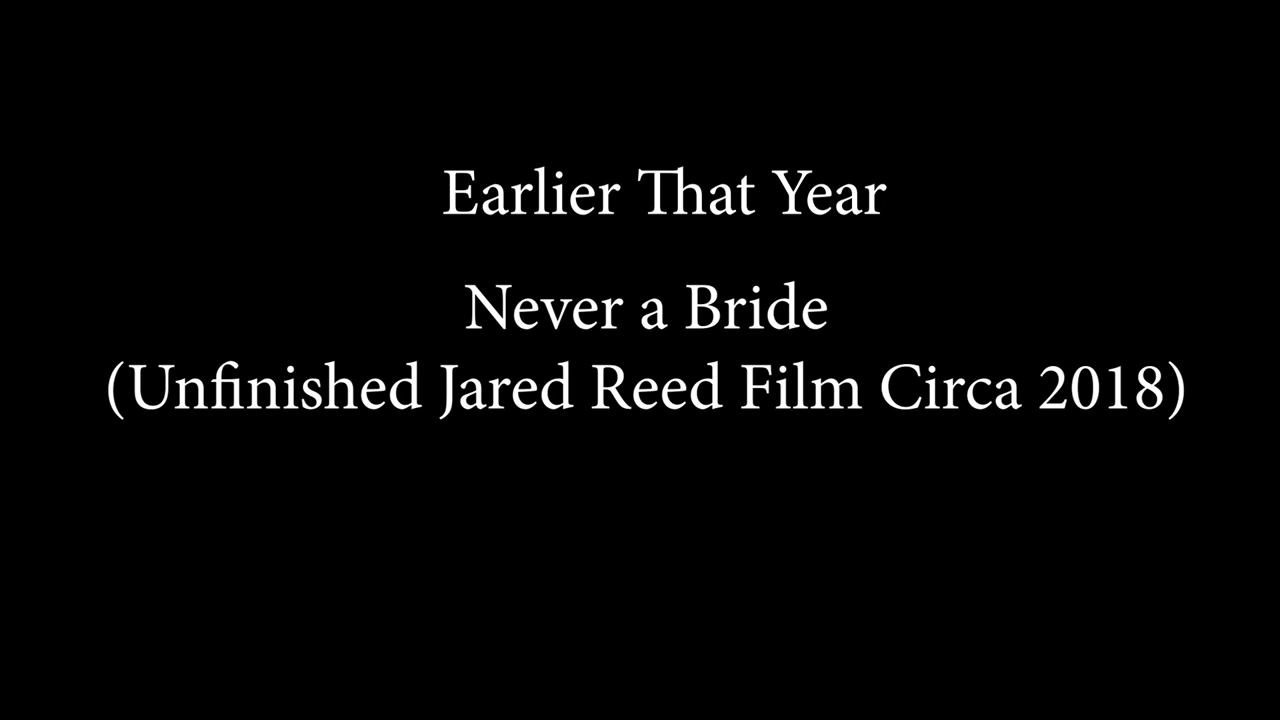 Earlier That Year
Never a Bride
(Unfinished Jared Reed Film Circa 2018)